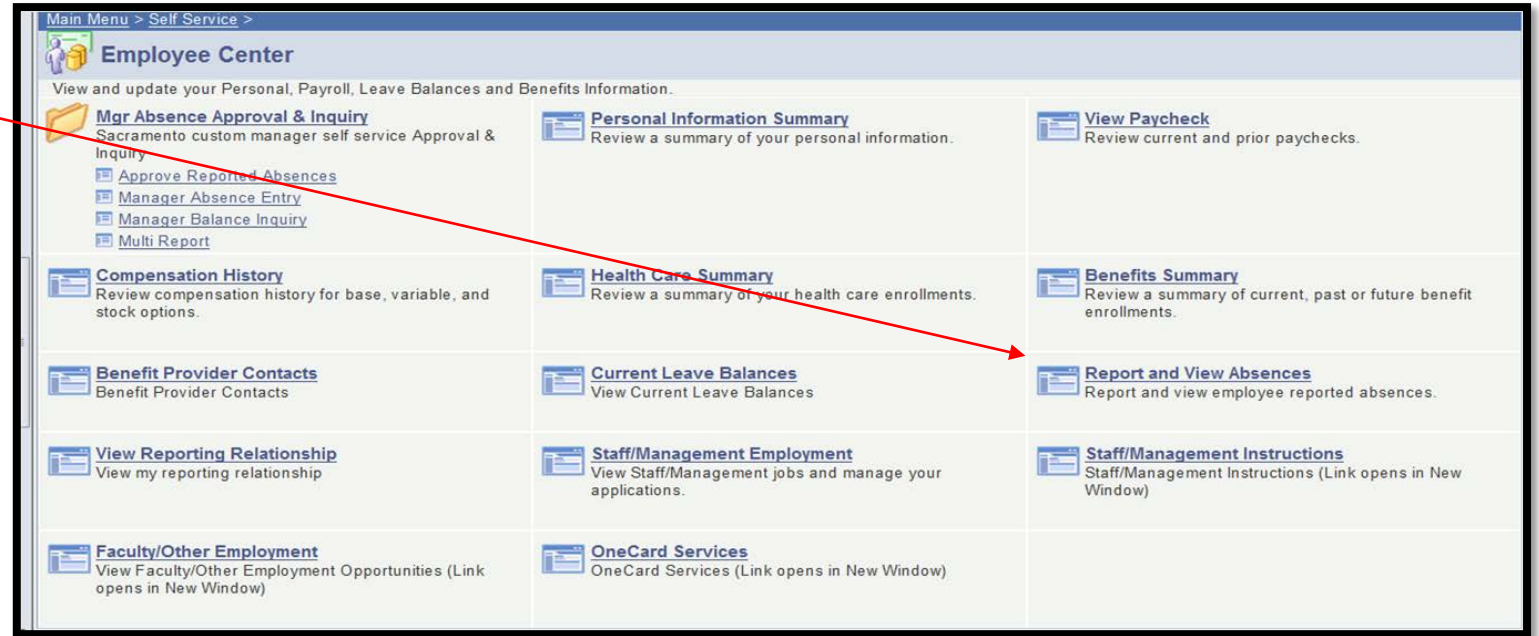 Main Menu > Self Service >
Employee Center
View and update your Personal, Payroll, Leave Balances and Benefits Information.
Mgr Absence Approval & Inquiry
Sacramento custom manager self service Approval &
Inquiry
Approve Reported Absences
Manager Absence Entry
Manager Balance Inquiry
Multi Report
Personal Information Summary
Review a summary of your personal information.
View Paycheck
Review current and prior paychecks.
Compensation History
Review compensation history for base, variable, and
stock options.
Health Care Summary
Review a summary of your health care enrollments.
Benefits Summary
Review a summary of current, past or future benefit
enrollments.
Benefit Provider Contacts
Benefit Provider Contacts
Current Leave Balances
View Current Leave Balances
Report and View Absences
Report and view employee reported absences.
View Reporting Relationship
View my reporting relationship
Staff/Management Employment
View Staff/Management jobs and manage your
applications.
Staff/Management Instructions
Staff/Management Instructions (Link opens in New
Window)
Faculty/Other Employment
View Faculty/Other Employment Opportunities (Link
opens in New Window)
OneCard Services
OneCard Services (Link opens in New Window)